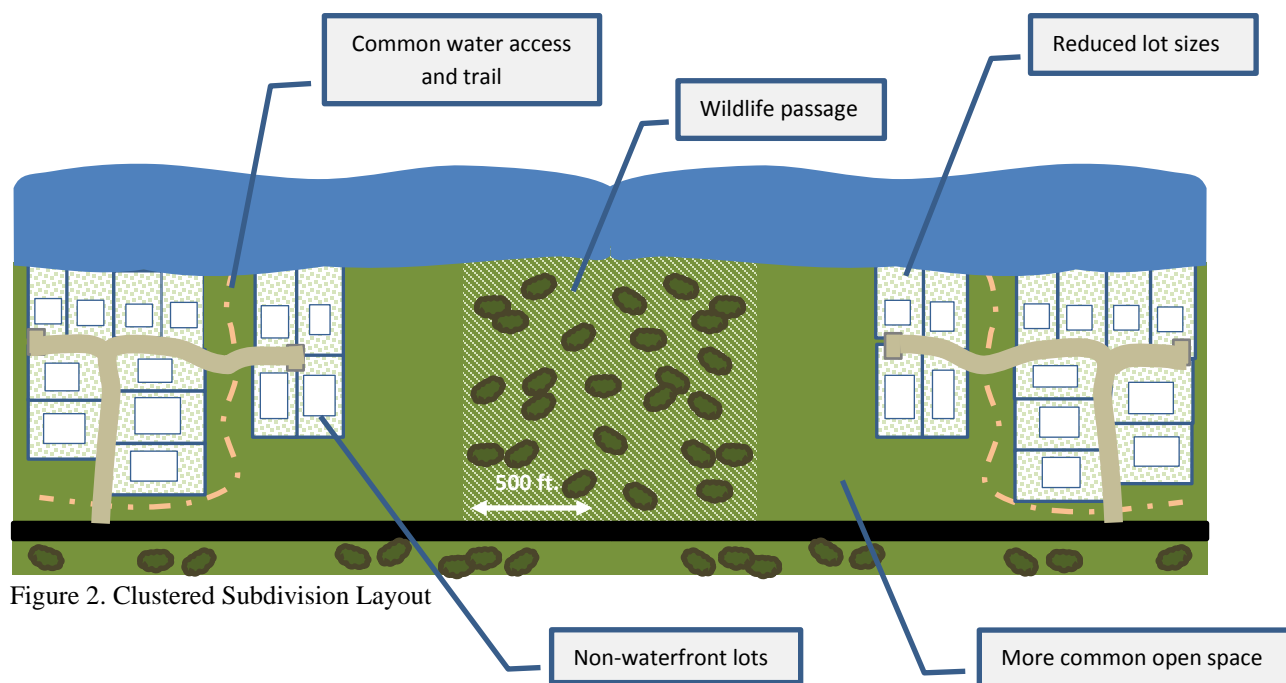 Common water access
and trail
Reduced lot sizes
Wildlife passage
500 ft.
Figure 2. Clustered Subdivision Layout
Non-waterfront lots
More common open space